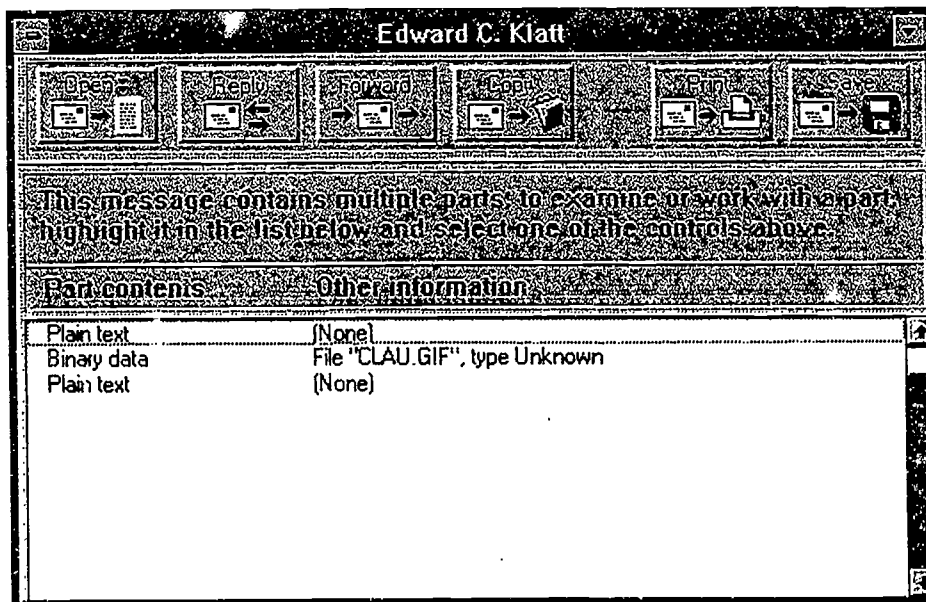 Edward C. Klatt
Open Reply Forward Copy Print Save
This message contains multiple parts: to examine or work with a part,
highlight it in the list below and select one of the controls above.
Part contents Other information
Plain text (None)
Binary data File "CLAU.GIF", type Unknown
Plain text (None)